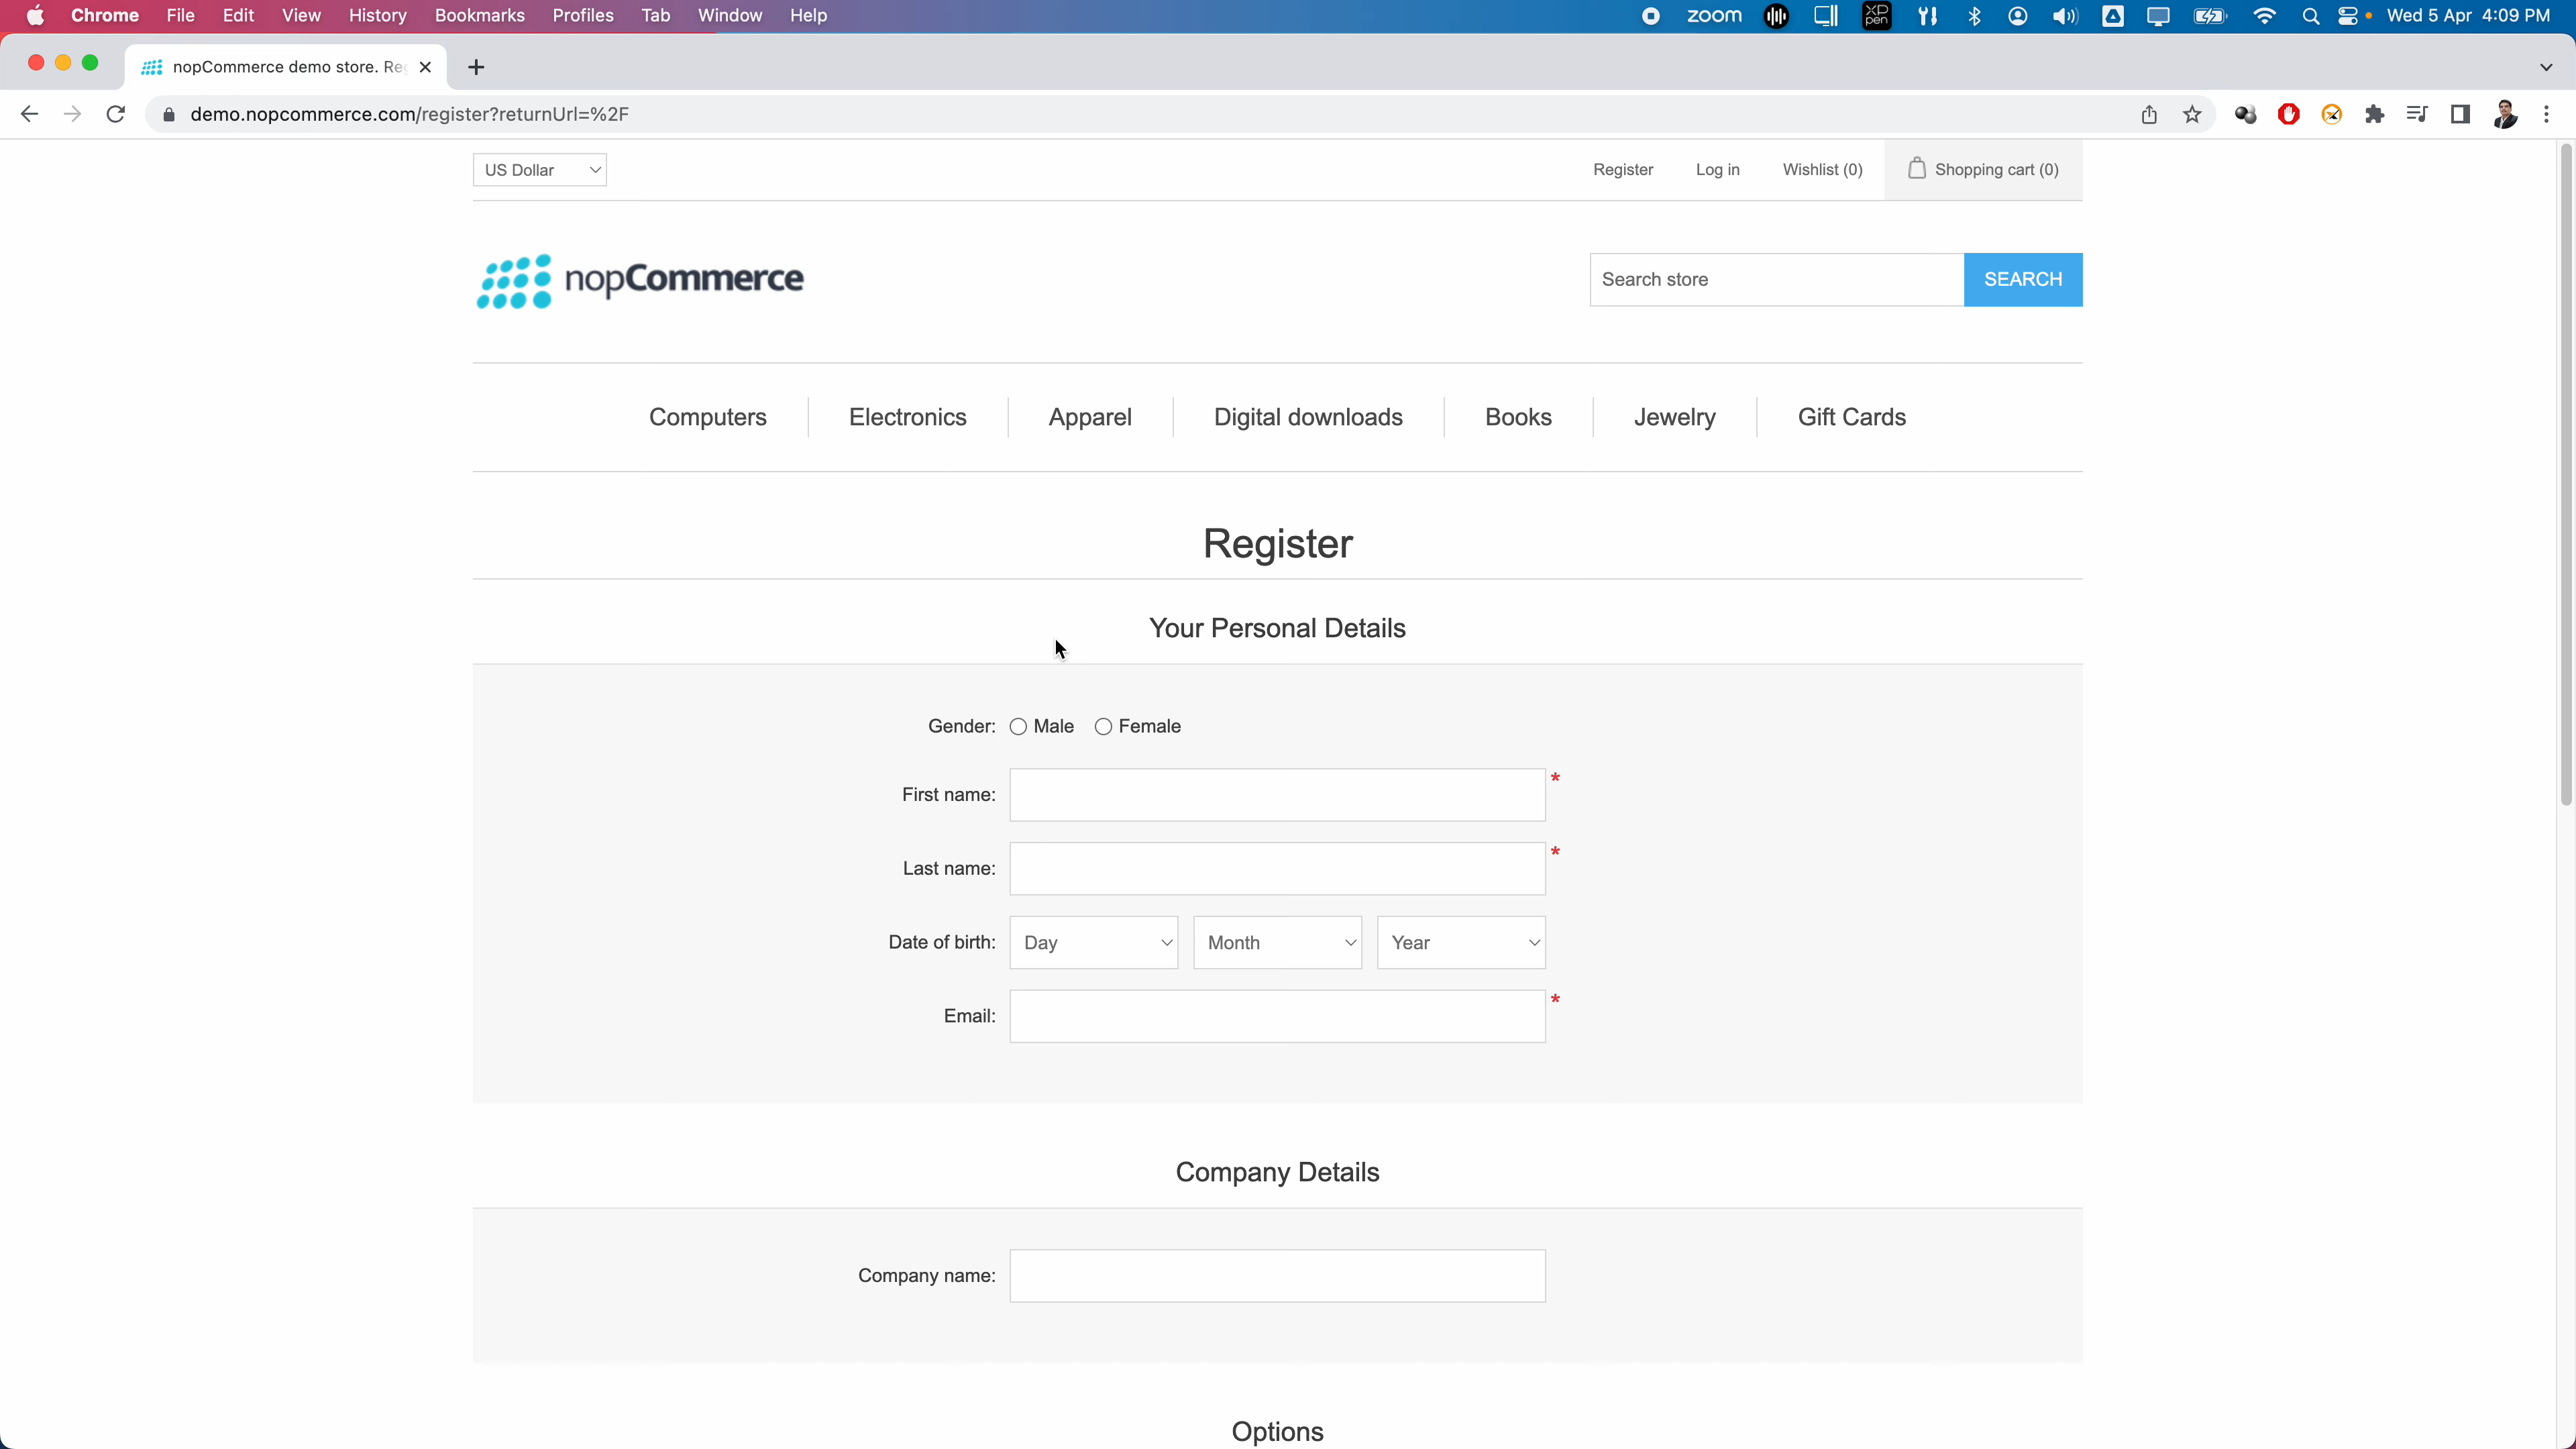 Chrome File Edit View History Bookmarks Profiles Tab Window Help zoom XP pen Wed 5 Apr 4:09 PM
nopCommerce demo store. Re
demo.nopcommerce.com/register?returnUrl=%2F
US Dollar Register Log in Wishlist (0) Shopping cart (0)
nopCommerce Search store SEARCH
Computers Electronics Apparel Digital downloads Books Jewelry Gift Cards
Register
Your Personal Details
Gender: Male Female
First name: *
Last name: *
Date of birth: Day Month Year
Email: *
Company Details
Company name:
Options